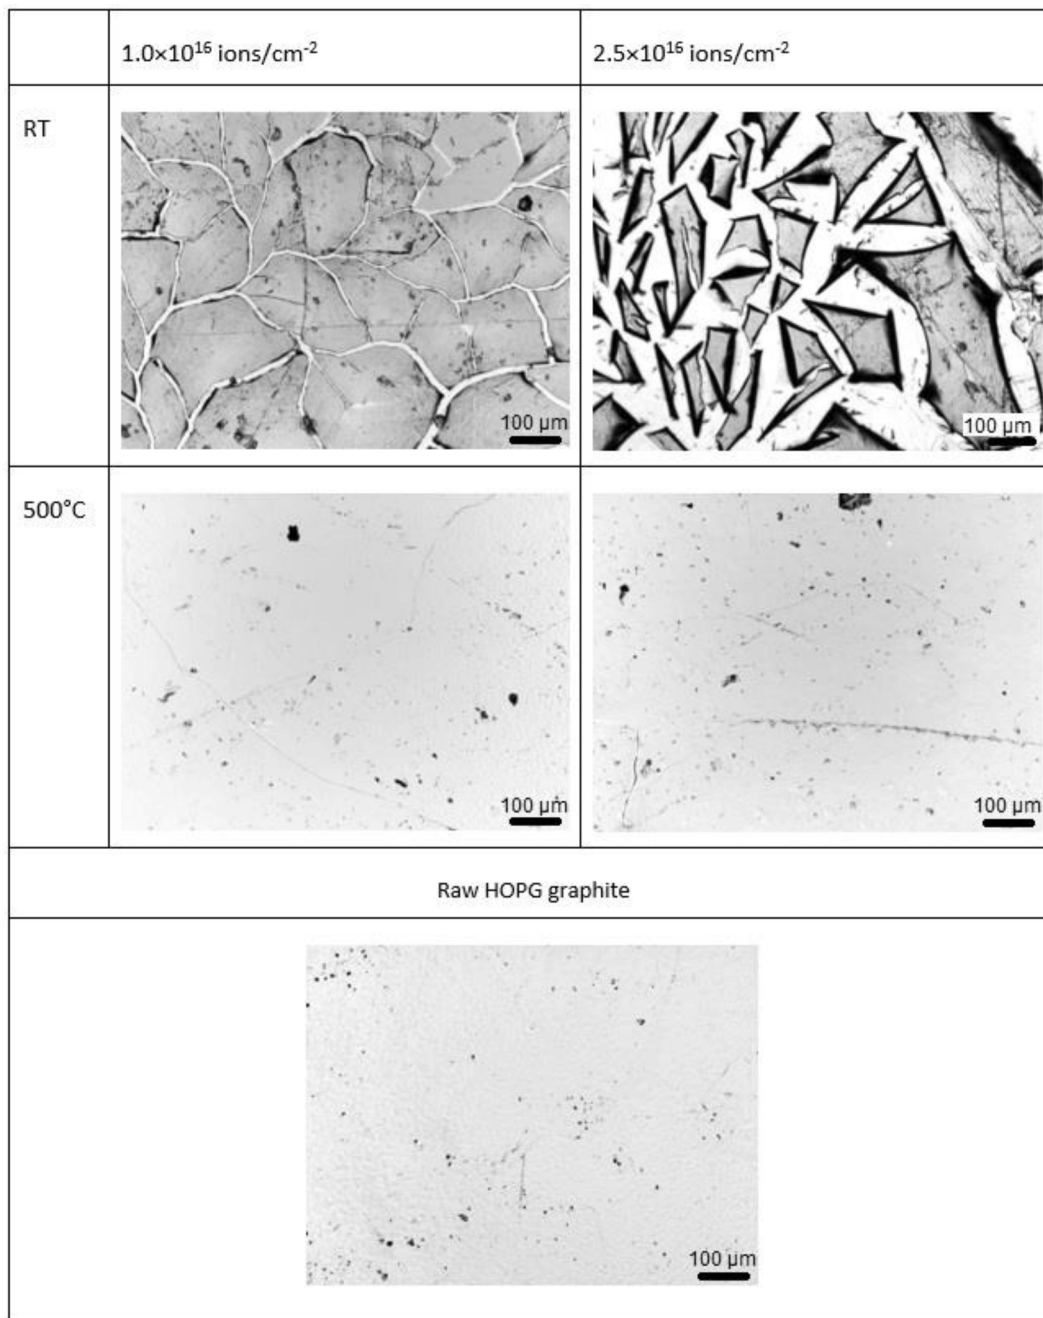 1.0×10¹⁶ ions/cm⁻²
2.5×10¹⁶ ions/cm⁻²
RT
100 µm
100 µm
500°C
100 µm
100 µm
Raw HOPG graphite
100 µm